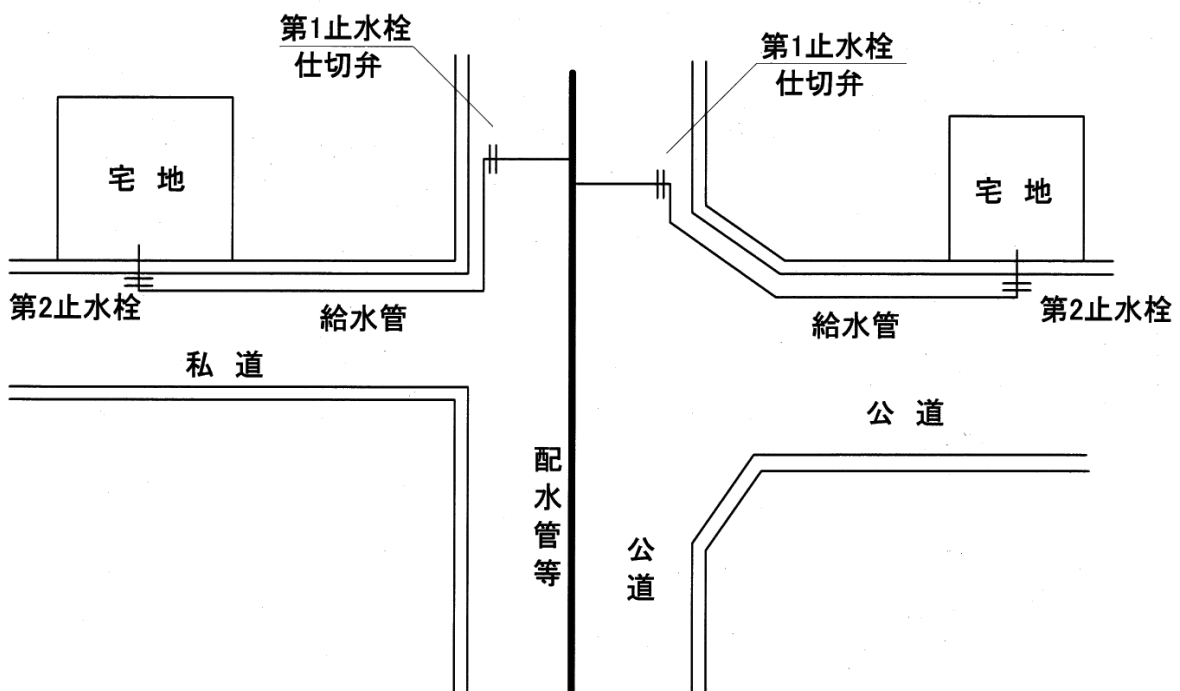 第1止水栓
仕切弁
第1止水栓
仕切弁
宅 地
宅 地
第2止水栓
給水管
給水管
第2止水栓
私 道
公 道
配水管等
公道